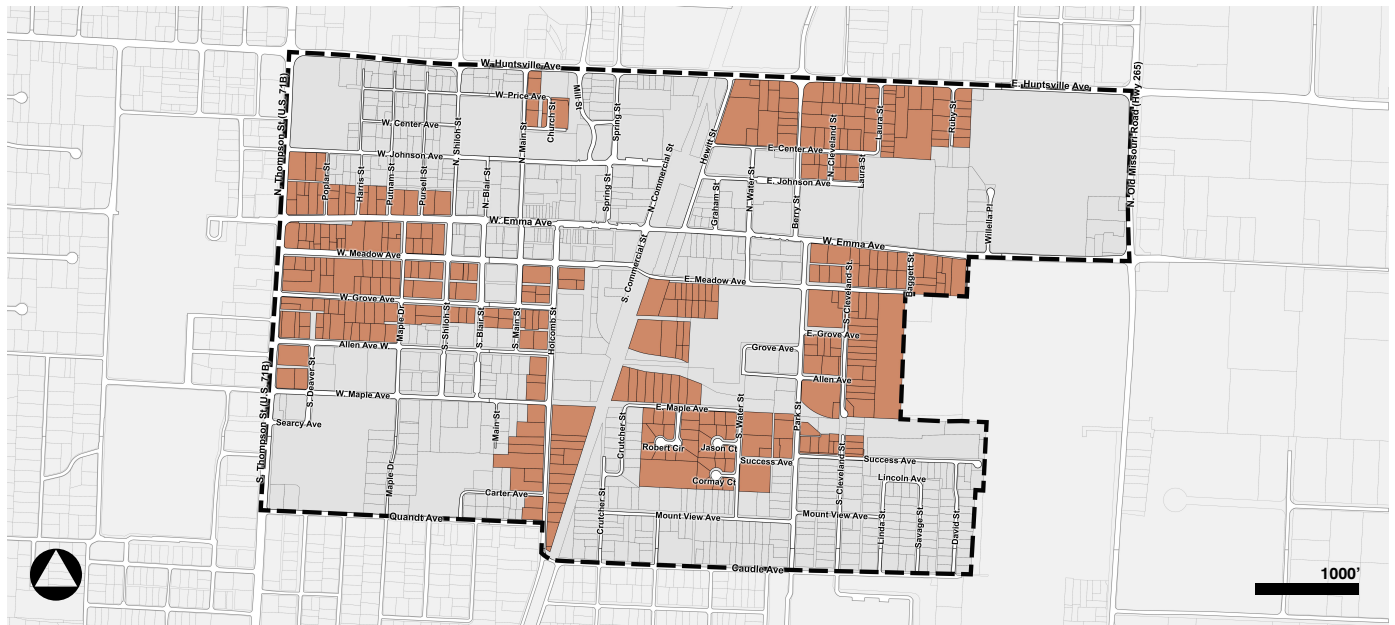 W. Huntsville Ave
E. Huntsville Ave
N. Thompson St (U.S. 71B)
N. Old Missouri Road (Hwy 265)
W. Price Ave
Mill St
Church St
Spring St
W. Center Ave
N. Shiloh St
N. Main St
Hewitt St
Laura St
Ruby St
N. Cleveland St
E. Center Ave
W. Johnson Ave
N. Commercial St
Poplar St
Harris St
Putnam St
Pursell St
N. Blair St
Spring St
Graham St
N. Water St
E. Johnson Ave
Laura St
Berry St
Willella Pl
W. Emma Ave
W. Emma Ave
W. Meadow Ave
S. Commercial St
E. Meadow Ave
S. Cleveland St
Baggett St
W. Grove Ave
Maple Dr
S. Shiloh St
S. Blair St
S. Main St
Holcomb St
E. Grove Ave
Grove Ave
Allen Ave W
Allen Ave
S. Deaver St
S. Thompson St (U.S. 71B)
W. Maple Ave
E. Maple Ave
Searcy Ave
Main St
Crutcher St
S. Water St
Park St
Robert Cir
Jason Ct
Success Ave
Success Ave
S. Cleveland St
Maple Dr
Cormay Ct
Lincoln Ave
Carter Ave
Crutcher St
Quandt Ave
Mount View Ave
Mount View Ave
Linda St
Savage St
David St
Caudle Ave
1000'